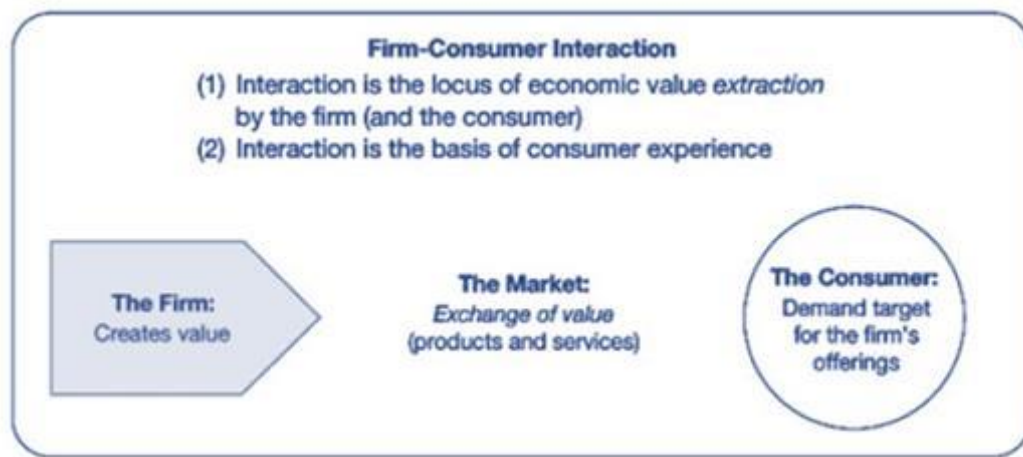 Firm-Consumer Interaction
(1) Interaction is the locus of economic value extraction
by the firm (and the consumer)
(2) Interaction is the basis of consumer experience
The Firm:
Creates value
The Market:
Exchange of value
(products and services)
The Consumer:
Demand target
for the firm's
offerings